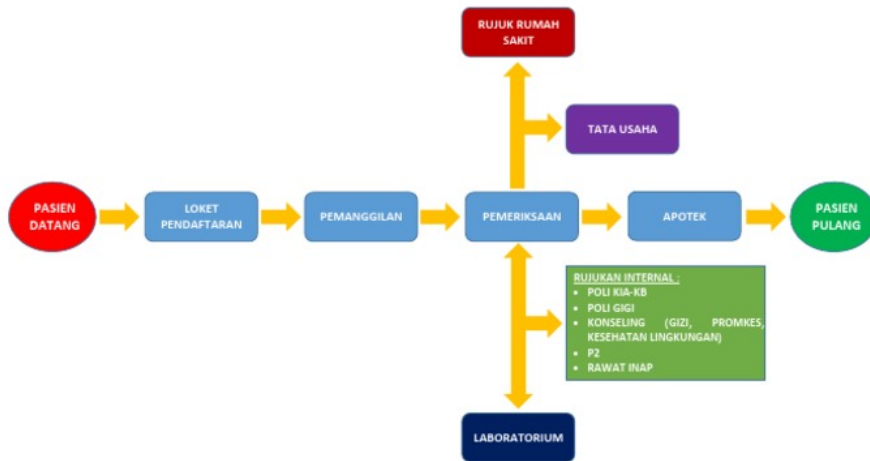 RUJUK RUMAH
SAKIT
TATA USAHA
PASIEN
DATANG
LOKET
PENDAFTARAN
PEMANGGILAN
PEMERIKSAAN
APOTEK
PASIEN
PULANG
RUJUKAN INTERNAL :
• POLI KIA-KB
• POLI GIGI
• KONSELING (GIZI, PROMKES,
KESEHATAN LINGKUNGAN)
• P2
• RAWAT INAP
LABORATORIUM